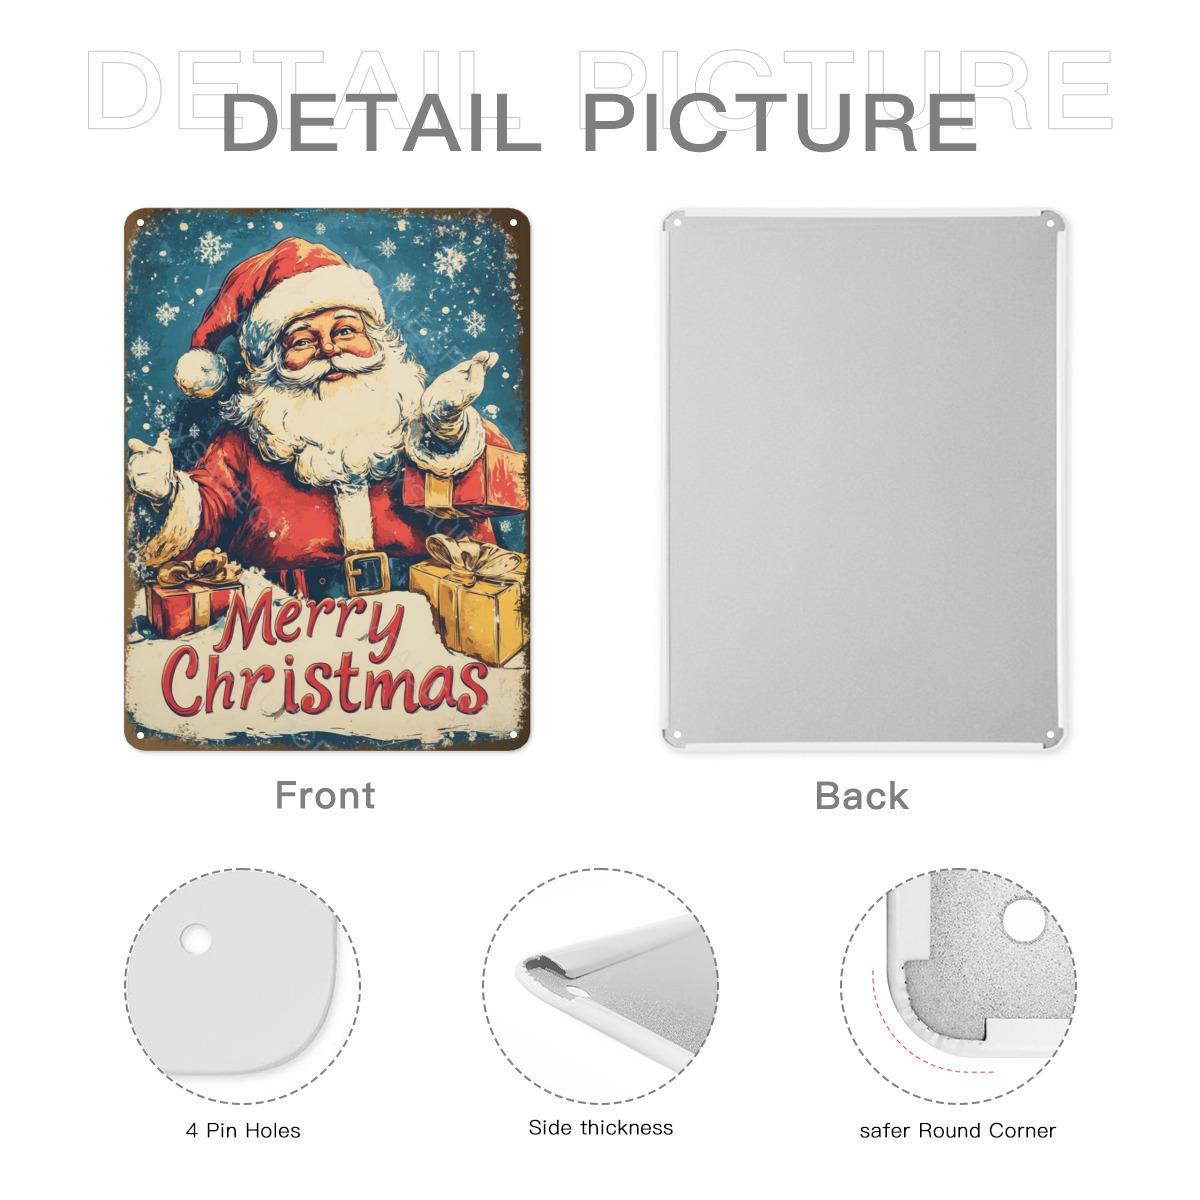 DETAIL PICTURE
DETAIL PICTURE
Merry
Christmas
Front
Back
4 Pin Holes
Side thickness
safer Round Corner